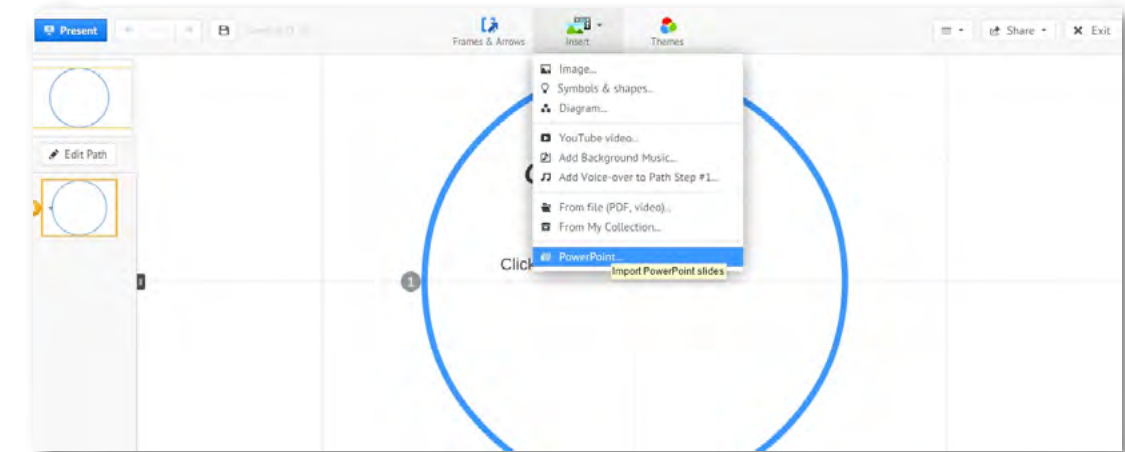 Present
Frames & Arrows
Insert
Themes
Share
Exit
Image...
Symbols & shapes...
Diagram...
Edit Path
YouTube video...
Add Background Music...
Add Voice-over to Path Step #1...
From file (PDF, video)...
From My Collection...
PowerPoint...
Import PowerPoint slides
Click
1